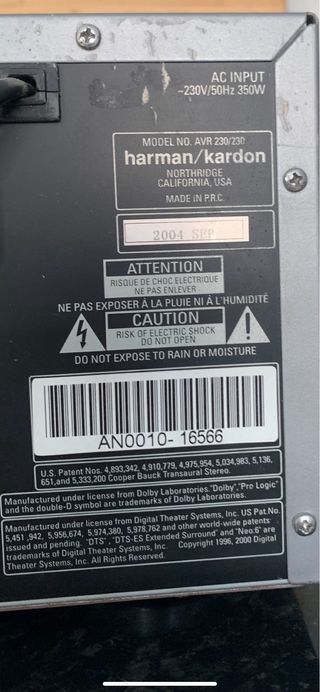 AC INPUT
~230V/50Hz 350W
MODEL NO. AVR 230/230
harman/kardon
NORTHRIDGE
CALIFORNIA, USA
MADE IN P.R.C.
2004 SEP
ATTENTION
RISQUE DE CHOC ELECTRIQUE
NE PAS ENLEVER
NE PAS EXPOSER À LA PLUIE NI À L'HUMIDITÉ
CAUTION
RISK OF ELECTRIC SHOCK
DO NOT OPEN
DO NOT EXPOSE TO RAIN OR MOISTURE
AN0010- 16566
U.S. Patent Nos. 4,893,342, 4,910,779, 4,975,954, 5,034,983, 5,136,
651,and 5,333,200 Cooper Bauck Transaural Stereo.
Manufactured under license from Dolby Laboratories."Dolby","Pro Logic"
and the double-D symbol are trademarks of Dolby Laboratories.
Manufactured under license from Digital Theater Systems, Inc. US Pat.No.
5,451 ,942, 5,956,674, 5,974,380, 5,978,762 and other world-wide patents
issued and pending. "DTS" , "DTS-ES Extended Surround" and "Neo:6" are
trademarks of Digital Theater Systems, Inc. Copyright 1996, 2000 Digital
Theater Systems, Inc. All Rights Reserved.